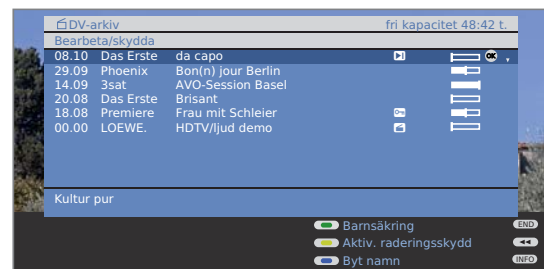 DV-arkiv fri kapacitet 48:42 t.
Bearbeta/skydda
08.10 Das Erste da capo OK
29.09 Phoenix Bon(n) jour Berlin
14.09 3sat AVO-Session Basel
20.08 Das Erste Brisant
18.08 Premiere Frau mit Schleier
00.00 LOEWE. HDTV/ljud demo
Kultur pur
Barnsäkring END
Aktiv. raderingsskydd
Byt namn INFO